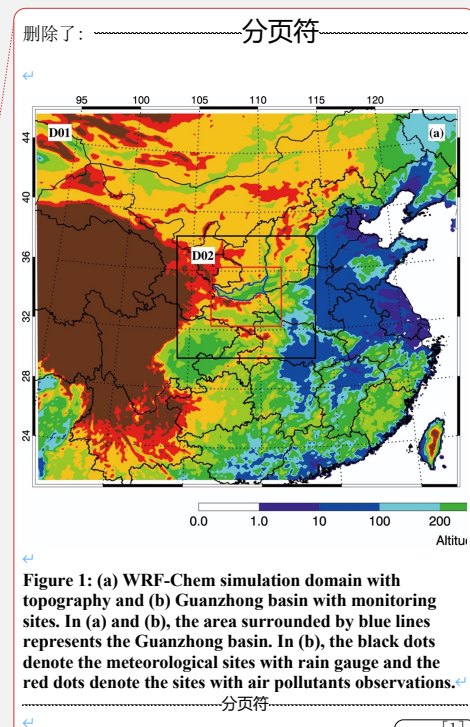 删除了: 分页符
95 100 105 110 115 120
D01 (a)
44
40
36
D02
32
28
24
0.0 1.0 10 100 200
Altitud
Figure 1: (a) WRF-Chem simulation domain with
topography and (b) Guanzhong basin with monitoring
sites. In (a) and (b), the area surrounded by blue lines
represents the Guanzhong basin. In (b), the black dots
denote the meteorological sites with rain gauge and the
red dots denote the sites with air pollutants observations.
分页符